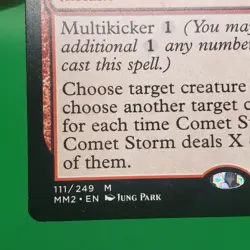 Multikicker 1 (You may
additional 1 any number
cast this spell.)
Choose target creature
choose another target c
for each time Comet S
Comet Storm deals X
of them.
111/249 M
MM2 • EN Jung Park